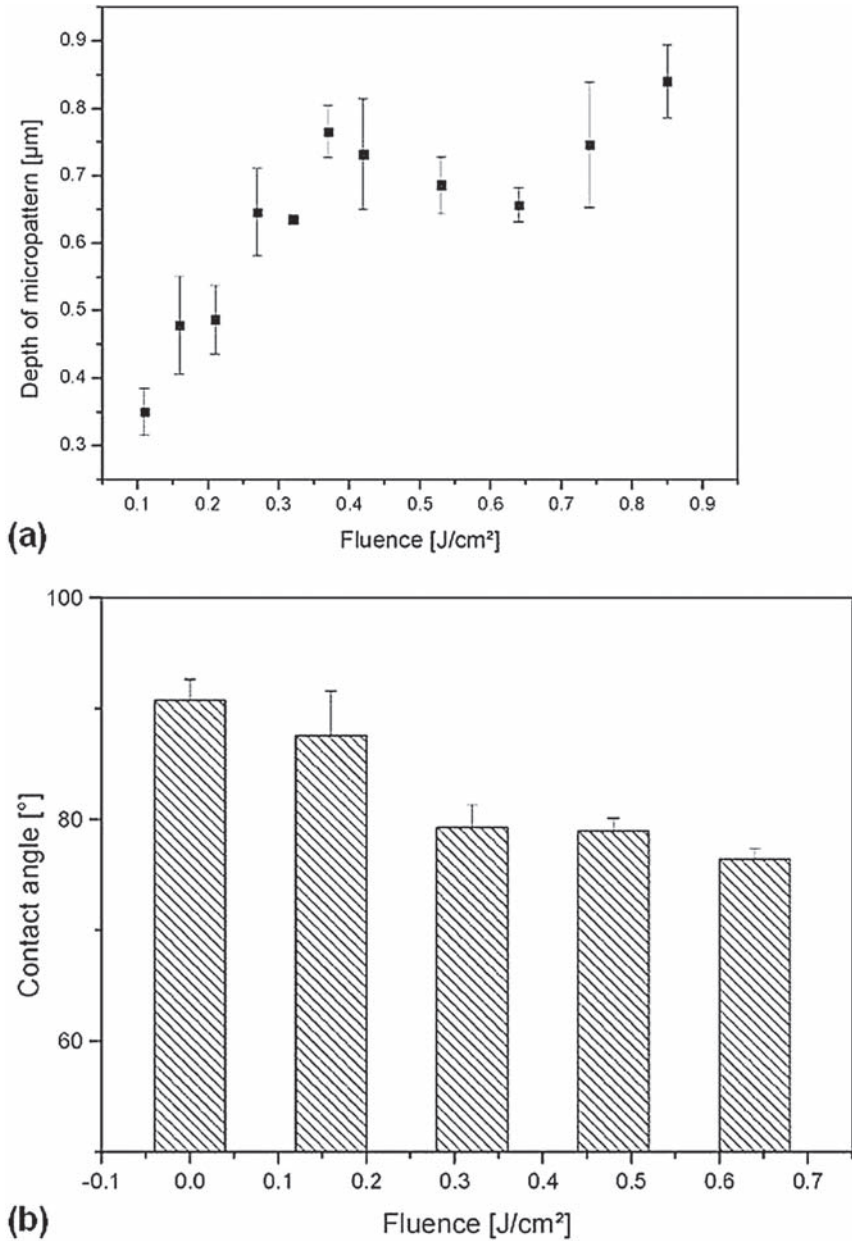 0.9
0.8
0.7
0.6
0.5
0.4
0.3
Depth of micropattern [µm]
0.1 0.2 0.3 0.4 0.5 0.6 0.7 0.8 0.9
Fluence [J/cm²]
(a)
100
80
60
Contact angle [°]
-0.1 0.0 0.1 0.2 0.3 0.4 0.5 0.6 0.7
Fluence [J/cm²]
(b)